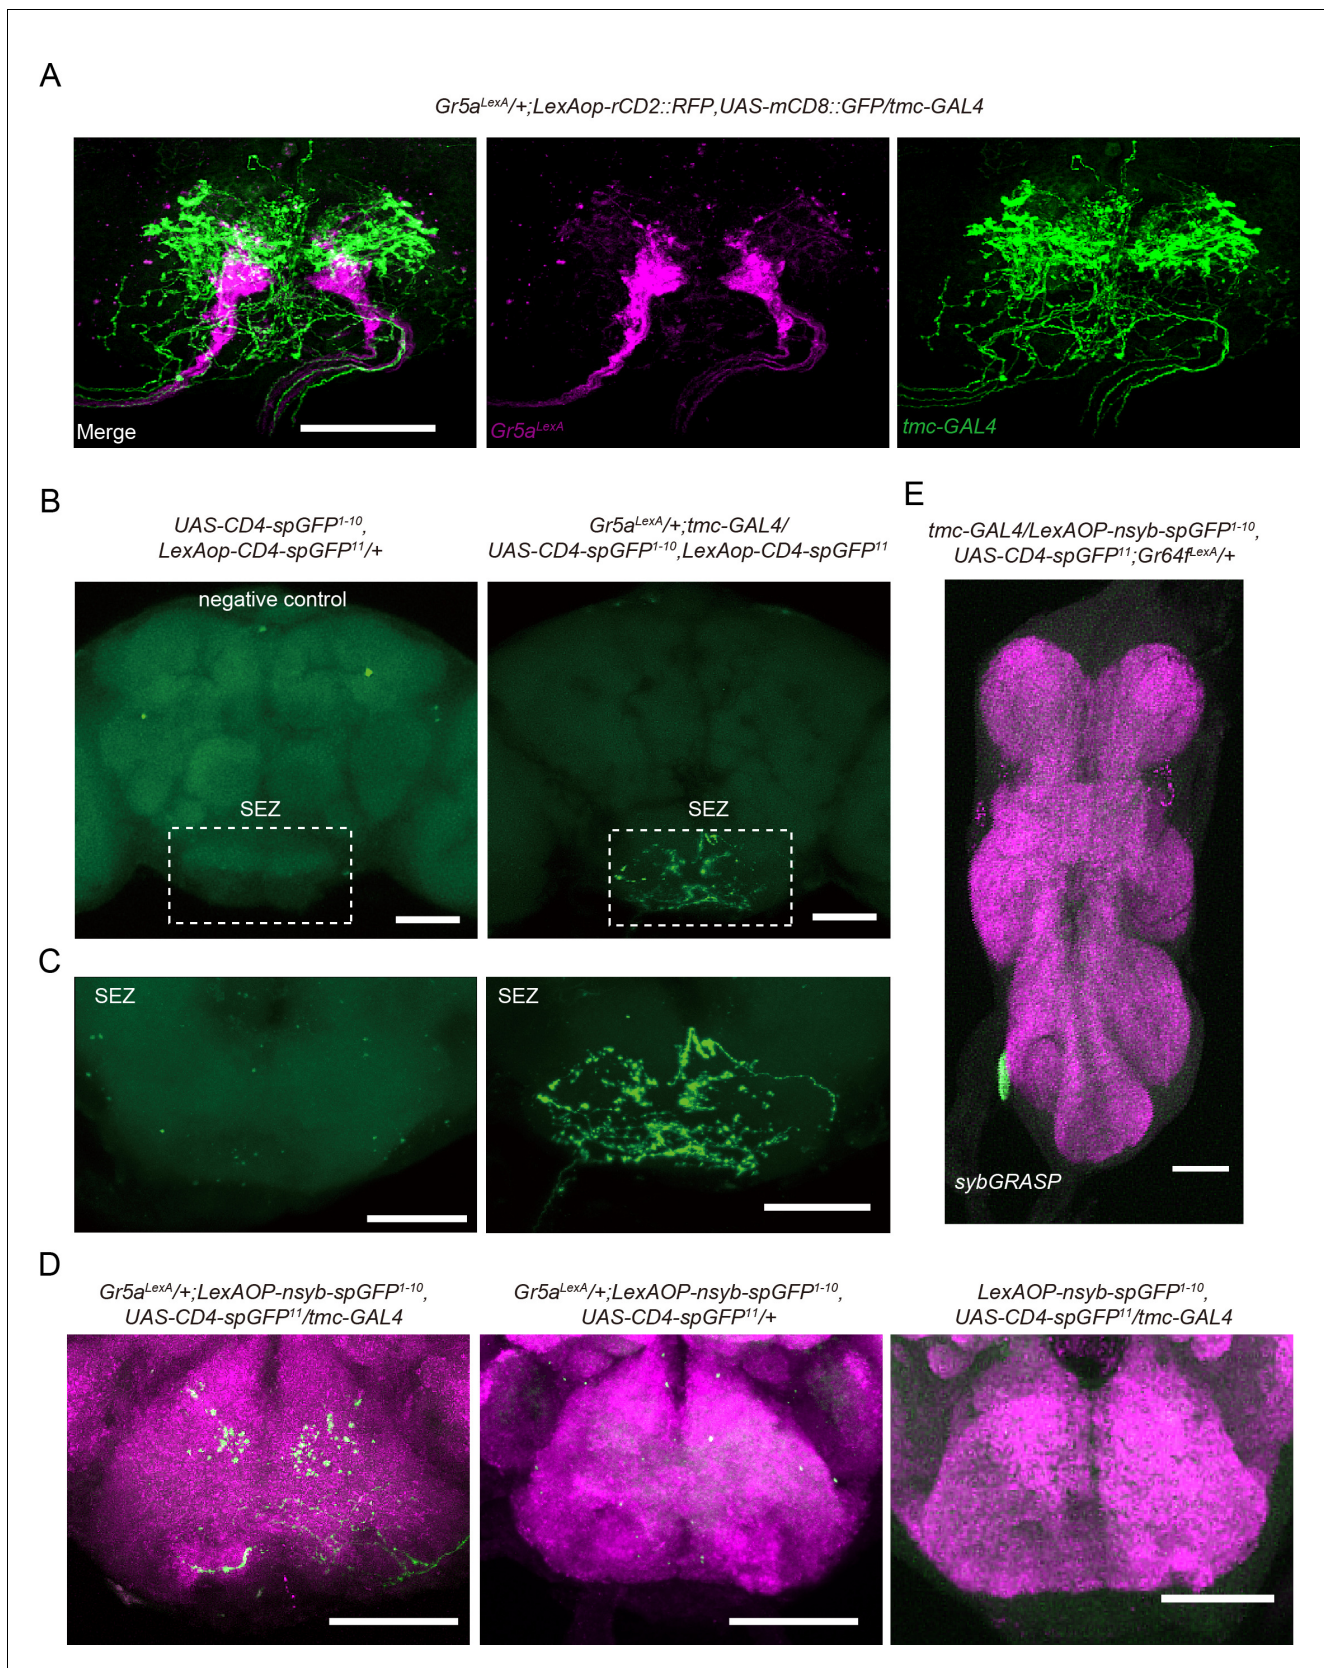 A
Gr5a^LexA/+;LexAop-rCD2::RFP,UAS-mCD8::GFP/tmc-GAL4
Merge
Gr5a^LexA
tmc-GAL4
B
UAS-CD4-spGFP^1-10,
LexAop-CD4-spGFP^11/+
Gr5a^LexA/+;tmc-GAL4/
UAS-CD4-spGFP^1-10,LexAop-CD4-spGFP^11
negative control
SEZ
SEZ
C
SEZ
SEZ
E
tmc-GAL4/LexAOP-nsyb-spGFP^1-10,
UAS-CD4-spGFP^11;Gr64f^LexA/+
sybGRASP
D
Gr5a^LexA/+;LexAOP-nsyb-spGFP^1-10,
UAS-CD4-spGFP^11/tmc-GAL4
Gr5a^LexA/+;LexAOP-nsyb-spGFP^1-10,
UAS-CD4-spGFP^11/+
LexAOP-nsyb-spGFP^1-10,
UAS-CD4-spGFP^11/tmc-GAL4